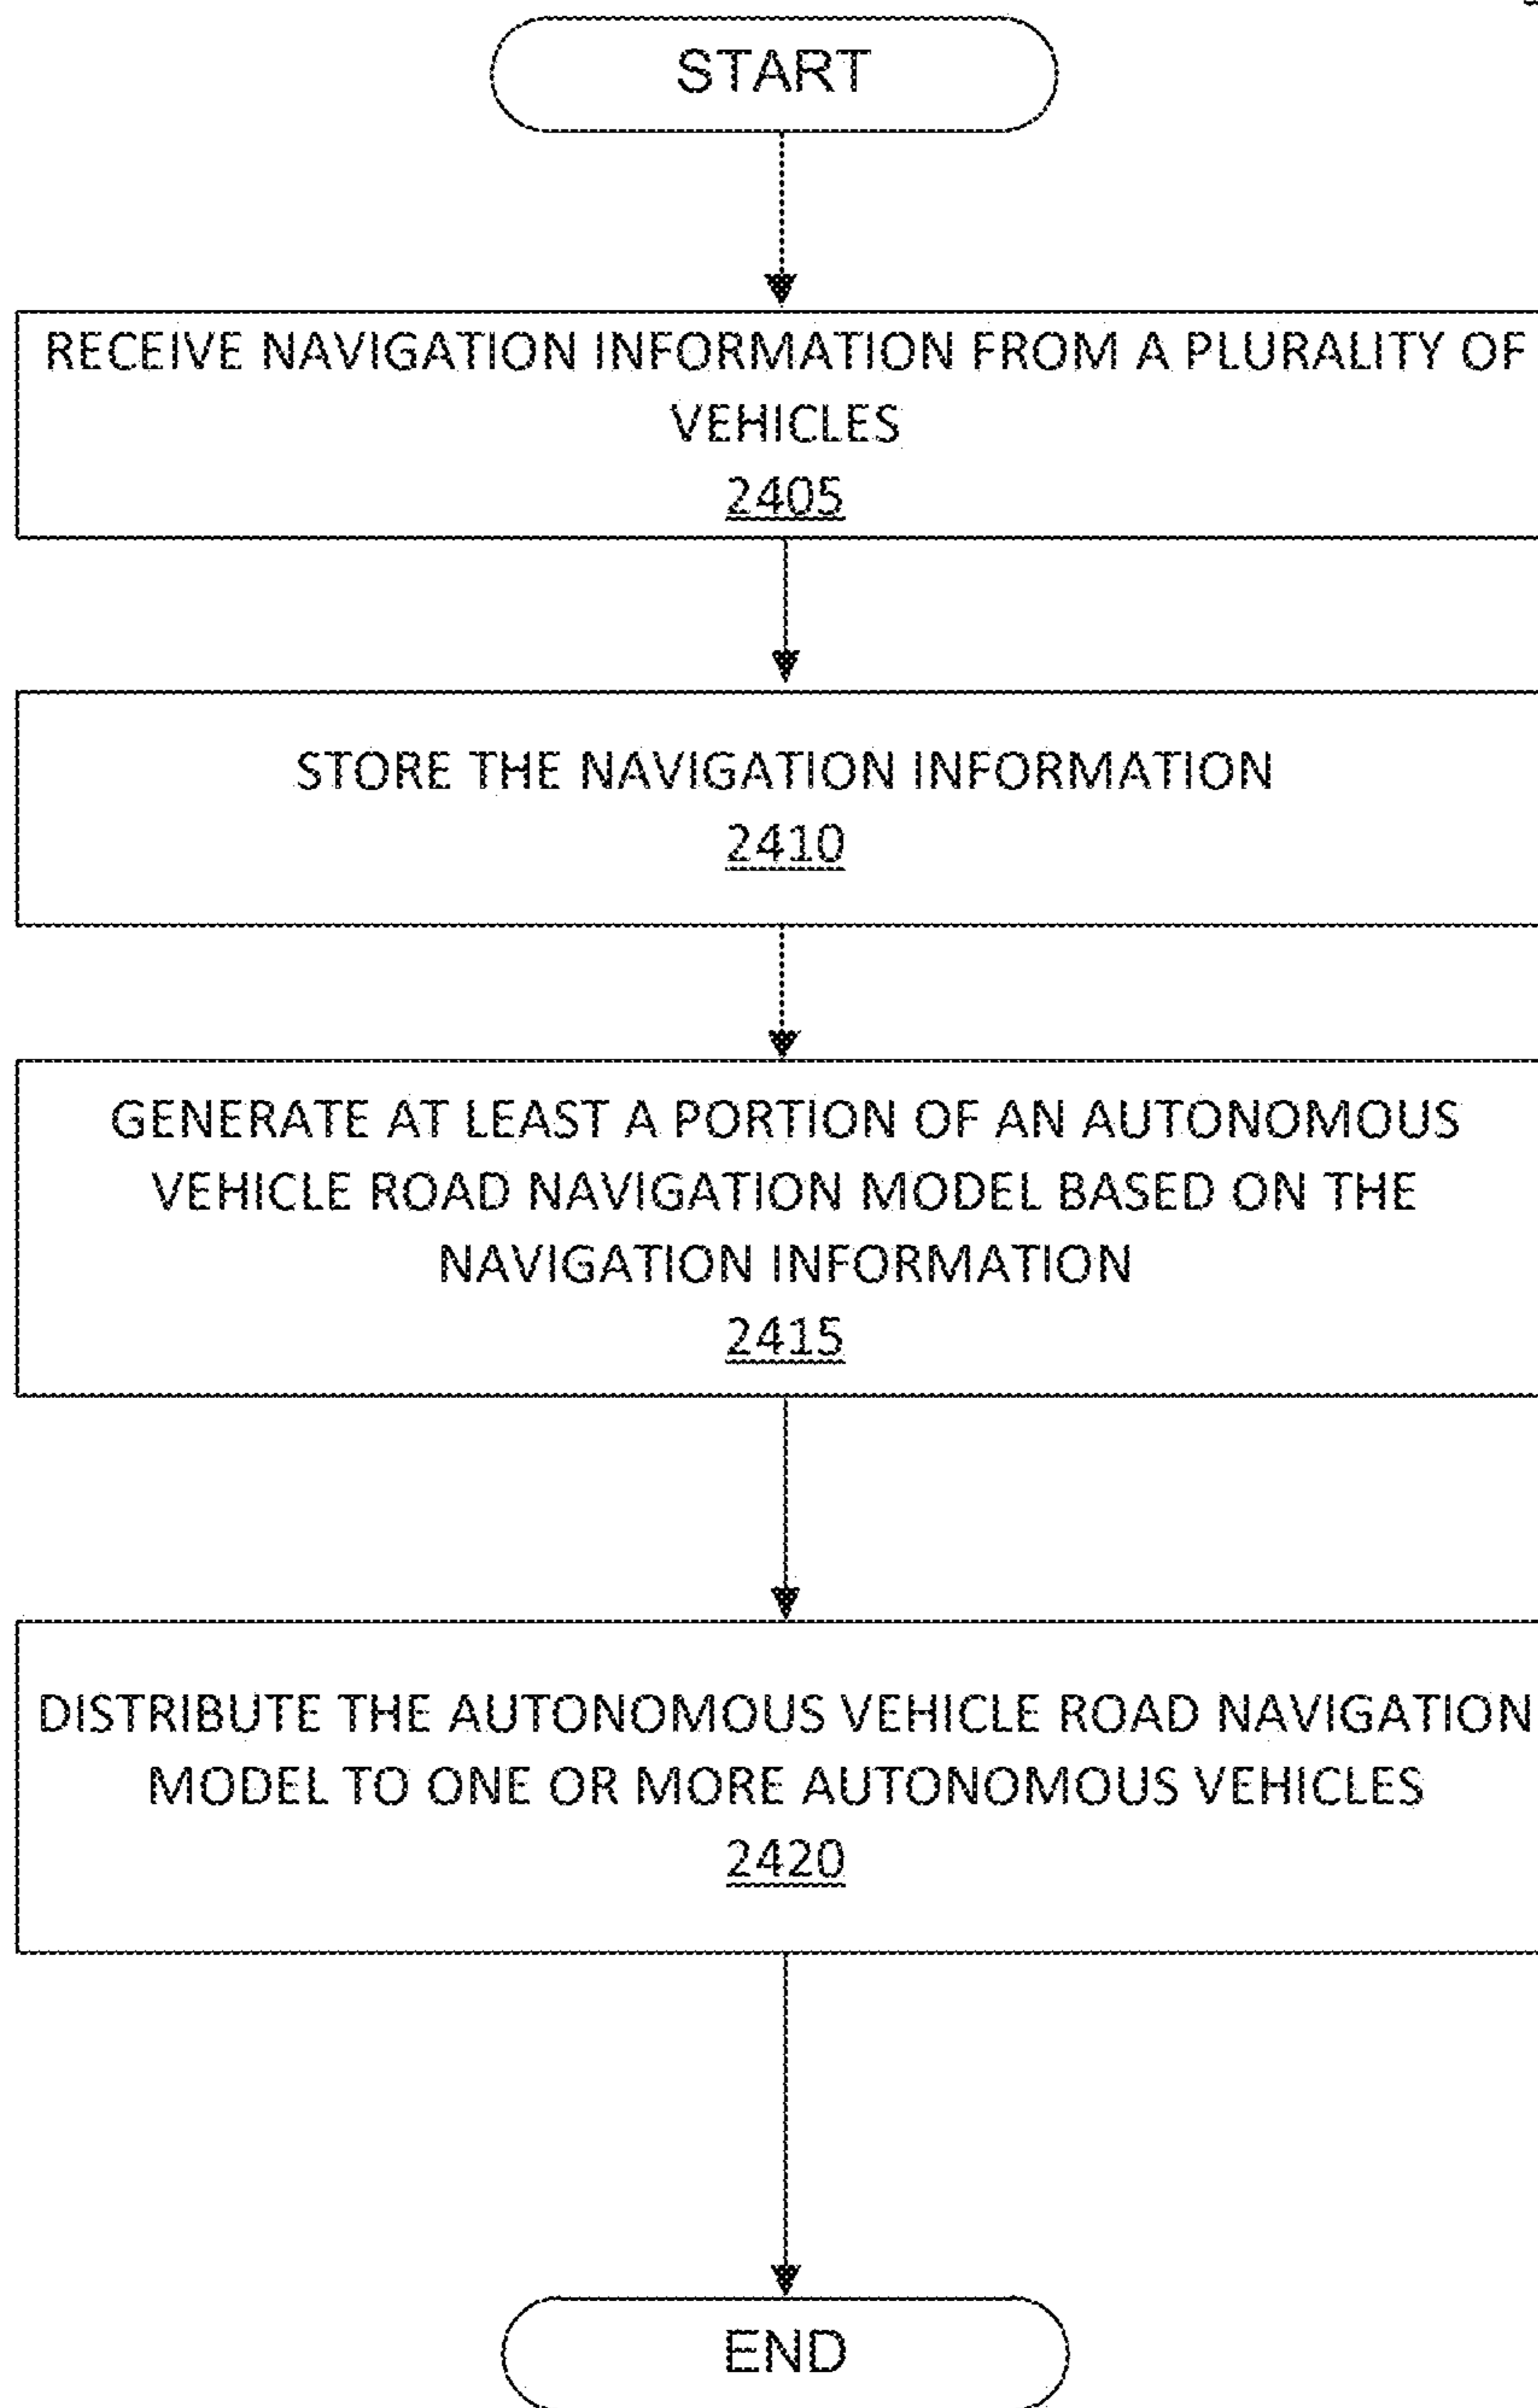 START
RECEIVE NAVIGATION INFORMATION FROM A PLURALITY OF
VEHICLES
2405
STORE THE NAVIGATION INFORMATION
2410
GENERATE AT LEAST A PORTION OF AN AUTONOMOUS
VEHICLE ROAD NAVIGATION MODEL BASED ON THE
NAVIGATION INFORMATION
2415
DISTRIBUTE THE AUTONOMOUS VEHICLE ROAD NAVIGATION
MODEL TO ONE OR MORE AUTONOMOUS VEHICLES
2420
END